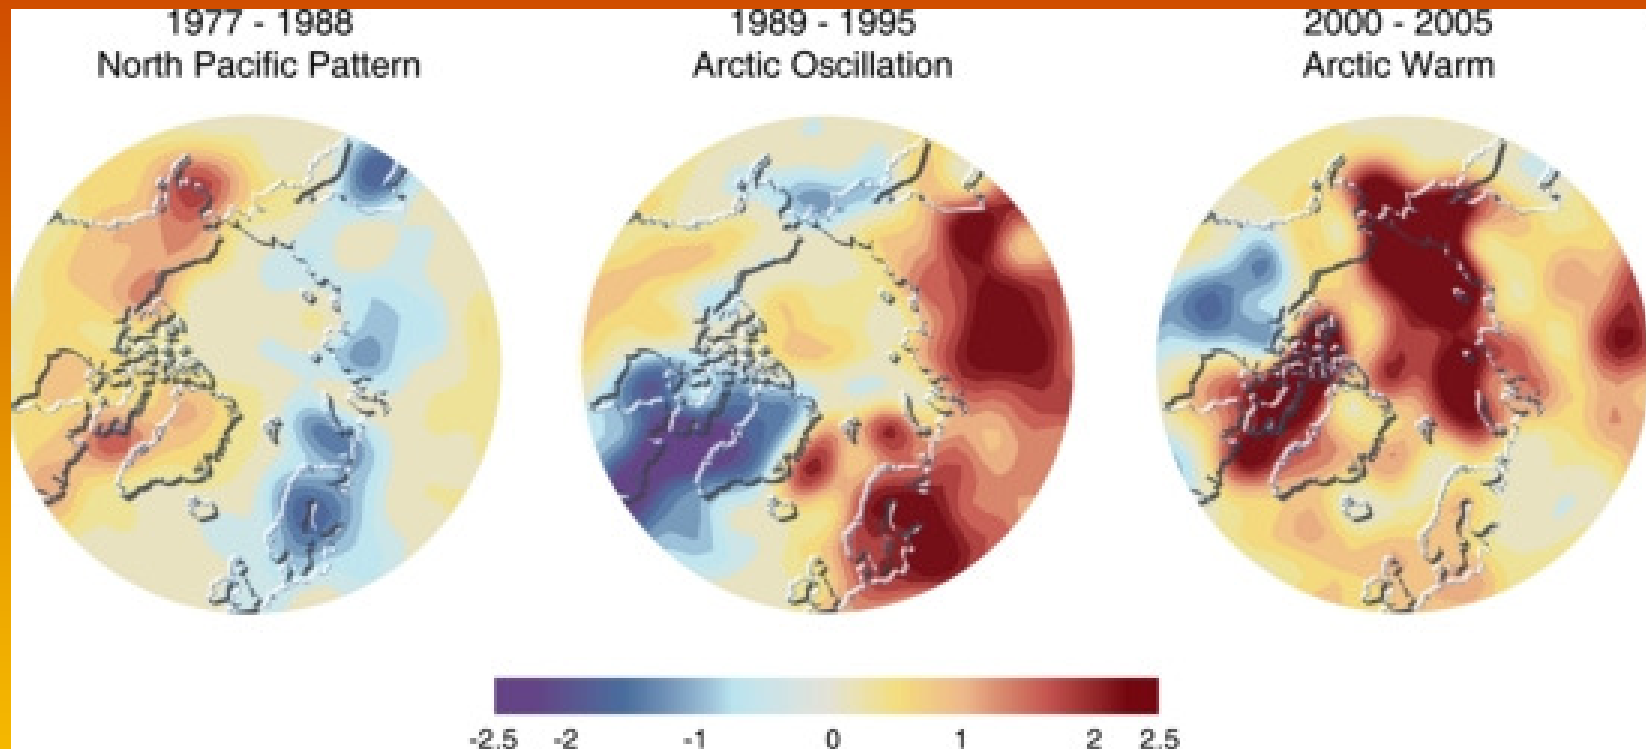 1977 - 1988
North Pacific Pattern
1989 - 1995
Arctic Oscillation
2000 - 2005
Arctic Warm
-2.5 -2 -1 0 1 2 2.5